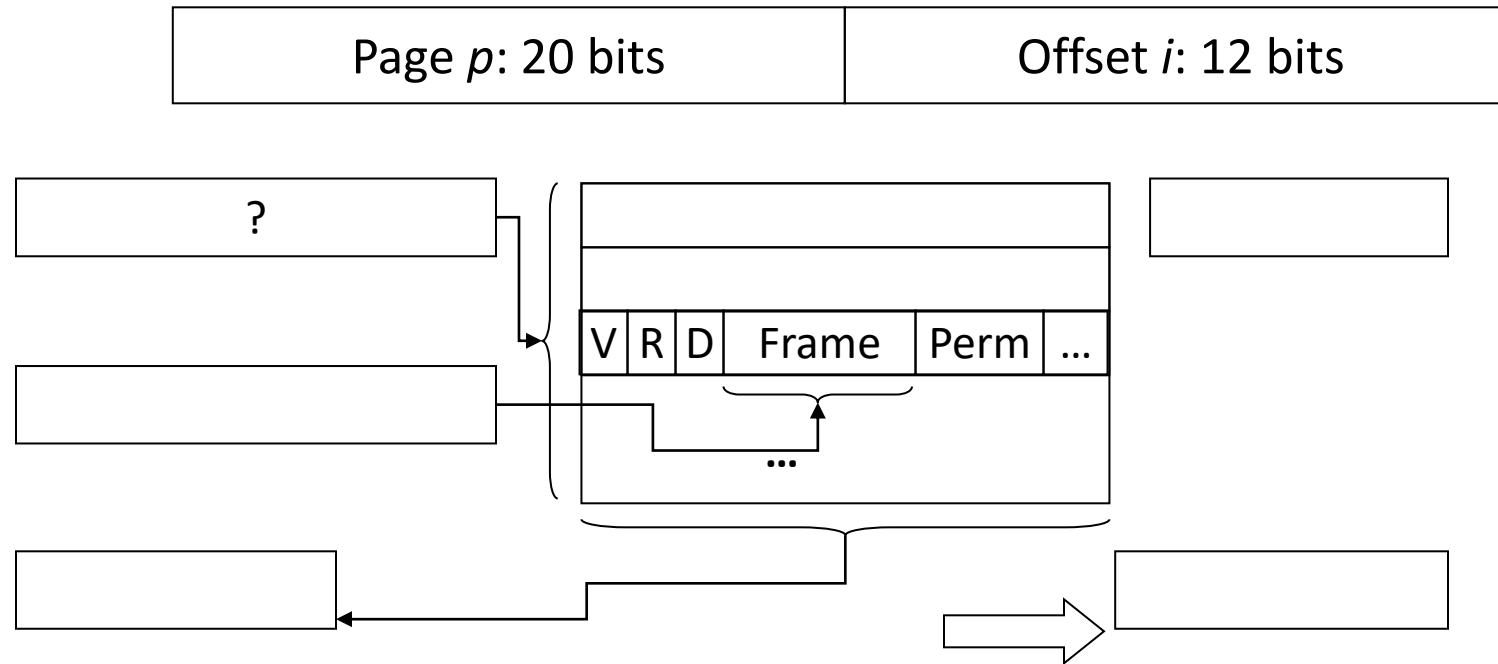 Page p: 20 bits Offset i: 12 bits
?
V R D Frame Perm ...
...